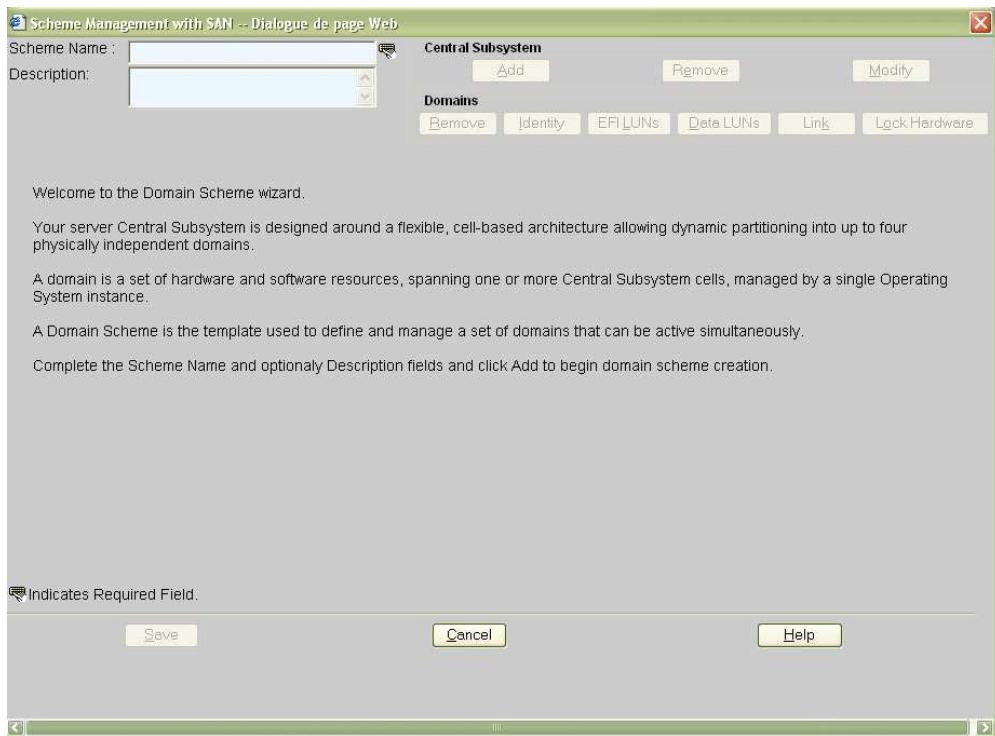 Scheme Management with SAN -- Dialogue de page Web
Scheme Name :
Description:
Central Subsystem
Add Remove Modify
Domains
Remove Identity EFI LUNs Data LUNs Link Lock Hardware
Welcome to the Domain Scheme wizard.
Your server Central Subsystem is designed around a flexible, cell-based architecture allowing dynamic partitioning into up to four
physically independent domains.
A domain is a set of hardware and software resources, spanning one or more Central Subsystem cells, managed by a single Operating
System instance.
A Domain Scheme is the template used to define and manage a set of domains that can be active simultaneously.
Complete the Scheme Name and optionaly Description fields and click Add to begin domain scheme creation.
Indicates Required Field.
Save Cancel Help